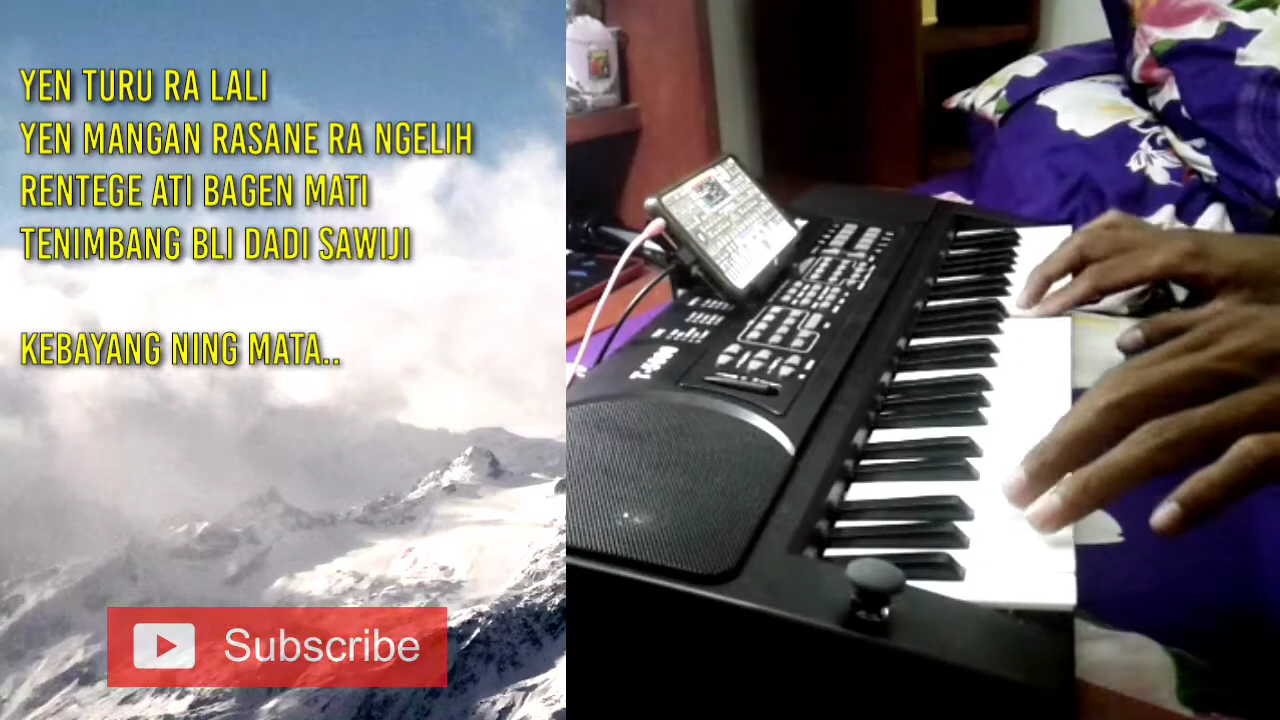 YEN TURU RA LALI
YEN MANGAN RASANE RA NGELIH
RENTEGE ATI BAGEN MATI
TENIMBANG BLI DADI SAWIJI
KEBAYANG NING MATA..
Subscribe